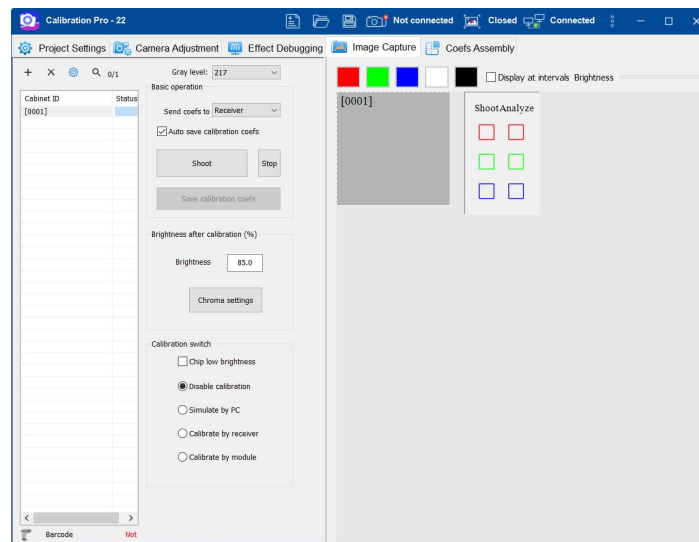 Calibration Pro - 22
Not connected
Closed
Connected
Project Settings
Camera Adjustment
Effect Debugging
Image Capture
Coefs Assembly
0/1
Gray level: 217
Display at intervals Brightness
Cabinet ID Status
[0001]
Basic operation
Send coefs to Receiver
Auto save calibration coefs
Shoot
Stop
Save calibration coefs
Brightness after calibration (%)
Brightness 85.0
Chroma settings
Calibration switch
Chip low brightness
Disable calibration
Simulate by PC
Calibrate by receiver
Calibrate by module
Barcode Not
[0001]
ShootAnalyze